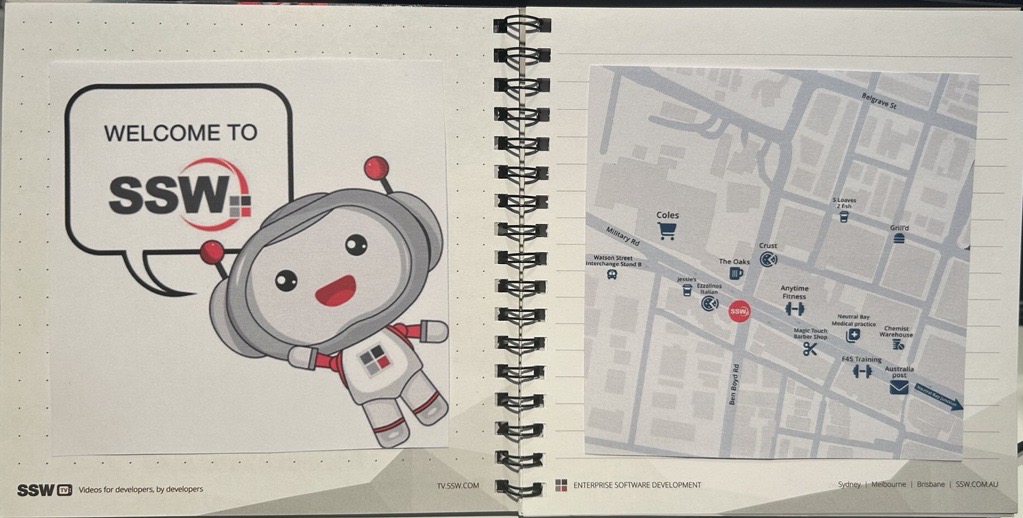 WELCOME TO
SSW
SSW TV Videos for developers, by developers
TV.SSW.COM
Belgrave St
5 Loaves
2 fish
Grill'd
Coles
Military Rd
Crust
Watson Street
Interchange Stand B
The Oaks
Jessie's
Ezzolinos
Italian
SSW
Anytime
Fitness
Magic Touch
Barber Shop
Neutral Bay
Medical practice
Chemist
Warehouse
F45 Training
Australia
post
Ben Boyd Rd
ENTERPRISE SOFTWARE DEVELOPMENT
Sydney | Melbourne | Brisbane | SSW.COM.AU